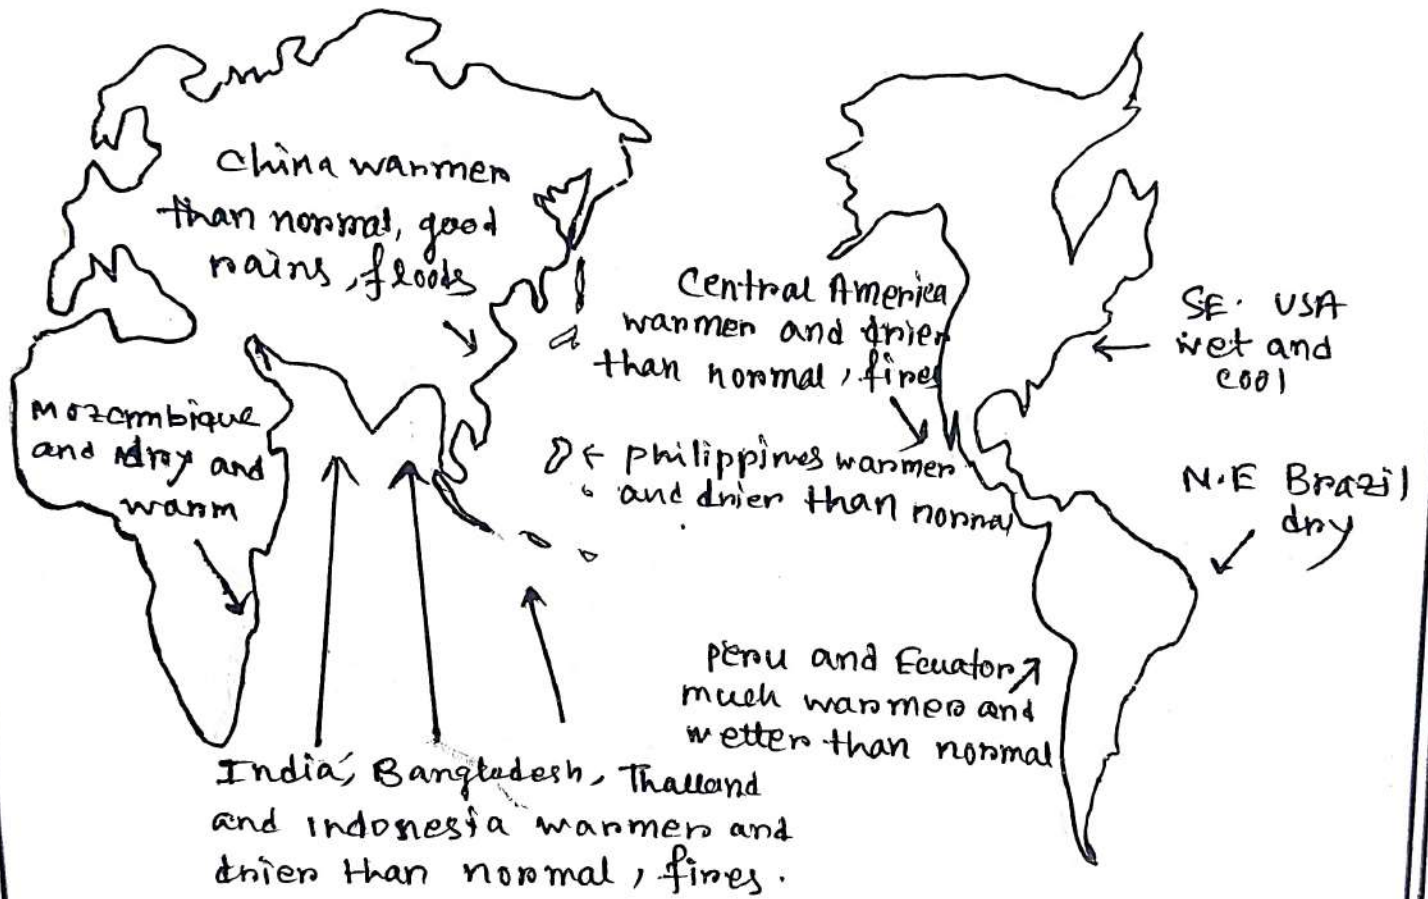 China warmer
than normal, good
rains, floods
Central America
warmer and drier
than normal, fires
SE. USA
wet and
cool
Mozambique
and dry and
warm
Philippines warmer
and drier than normal
N.E Brazil
dry
Peru and Ecuator
much warmer and
wetter than normal
India, Bangladesh, Thailand
and Indonesia warmer and
drier than normal, fires.